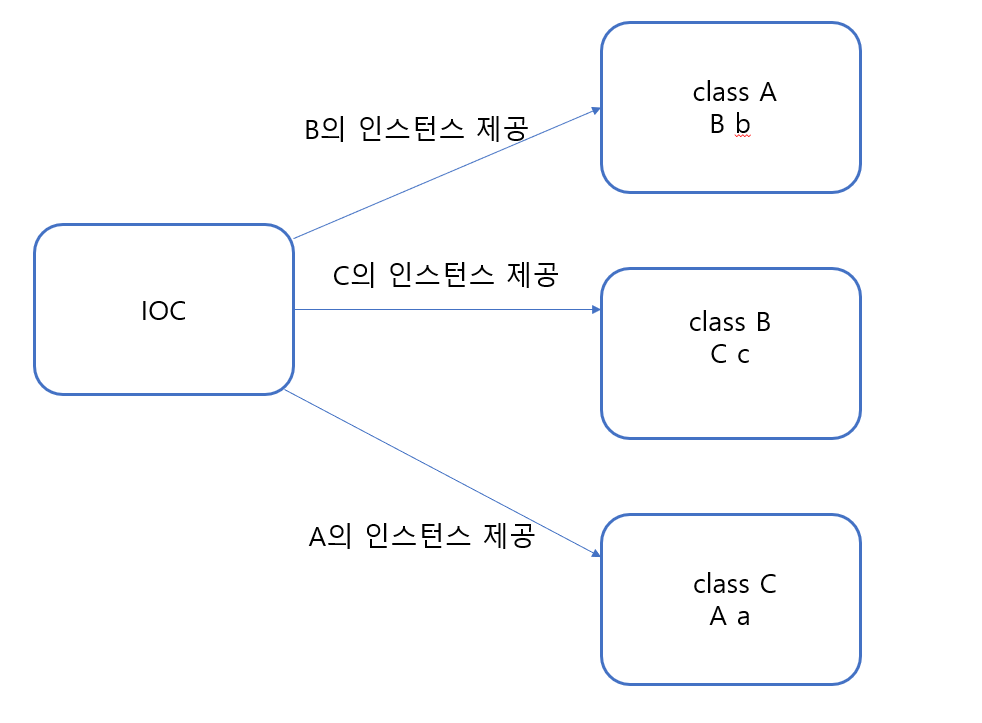 class A
B b
B의 인스턴스 제공
C의 인스턴스 제공
IOC
class B
C c
A의 인스턴스 제공
class C
A a